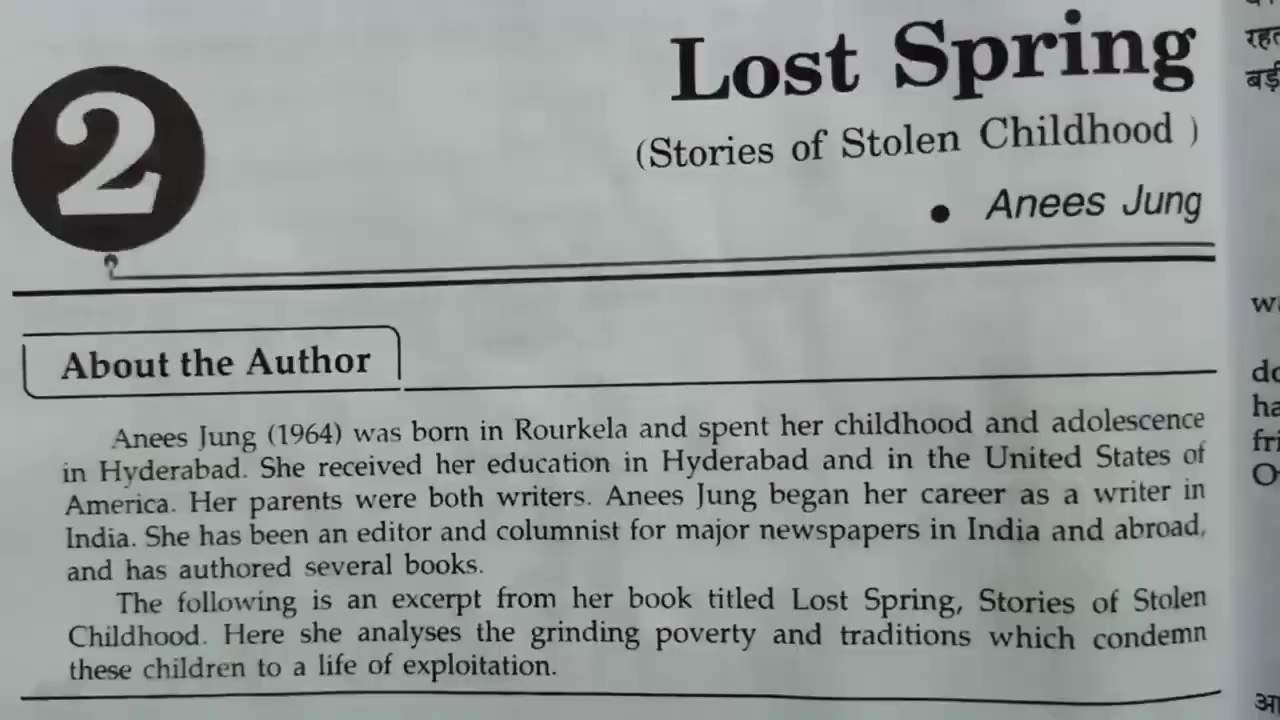 2
Lost Spring
(Stories of Stolen Childhood )
• Anees Jung
About the Author
Anees Jung (1964) was born in Rourkela and spent her childhood and adolescence
in Hyderabad. She received her education in Hyderabad and in the United States of
America. Her parents were both writers. Anees Jung began her career as a writer in
India. She has been an editor and columnist for major newspapers in India and abroad,
and has authored several books.
The following is an excerpt from her book titled Lost Spring, Stories of Stolen
Childhood. Here she analyses the grinding poverty and traditions which condemn
these children to a life of exploitation.